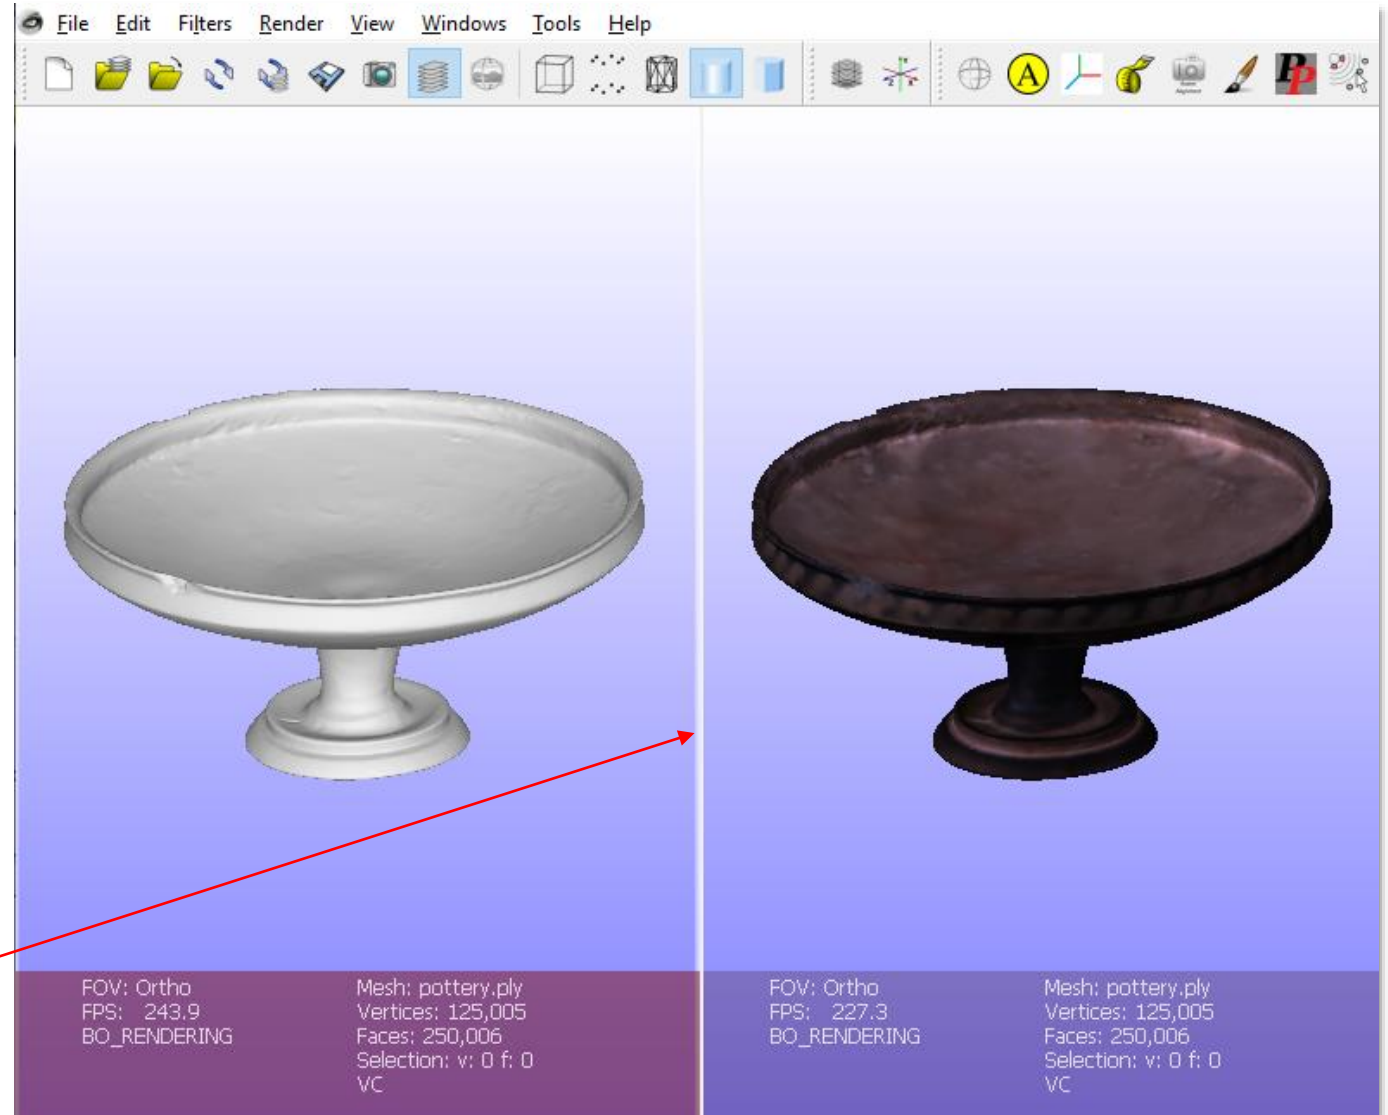 File Edit Filters Render View Windows Tools Help
A
PP
FOV: Ortho
FPS: 243.9
BO_RENDERING
Mesh: pottery.ply
Vertices: 125,005
Faces: 250,006
Selection: v: 0 f: 0
VC
FOV: Ortho
FPS: 227.3
BO_RENDERING
Mesh: pottery.ply
Vertices: 125,005
Faces: 250,006
Selection: v: 0 f: 0
VC